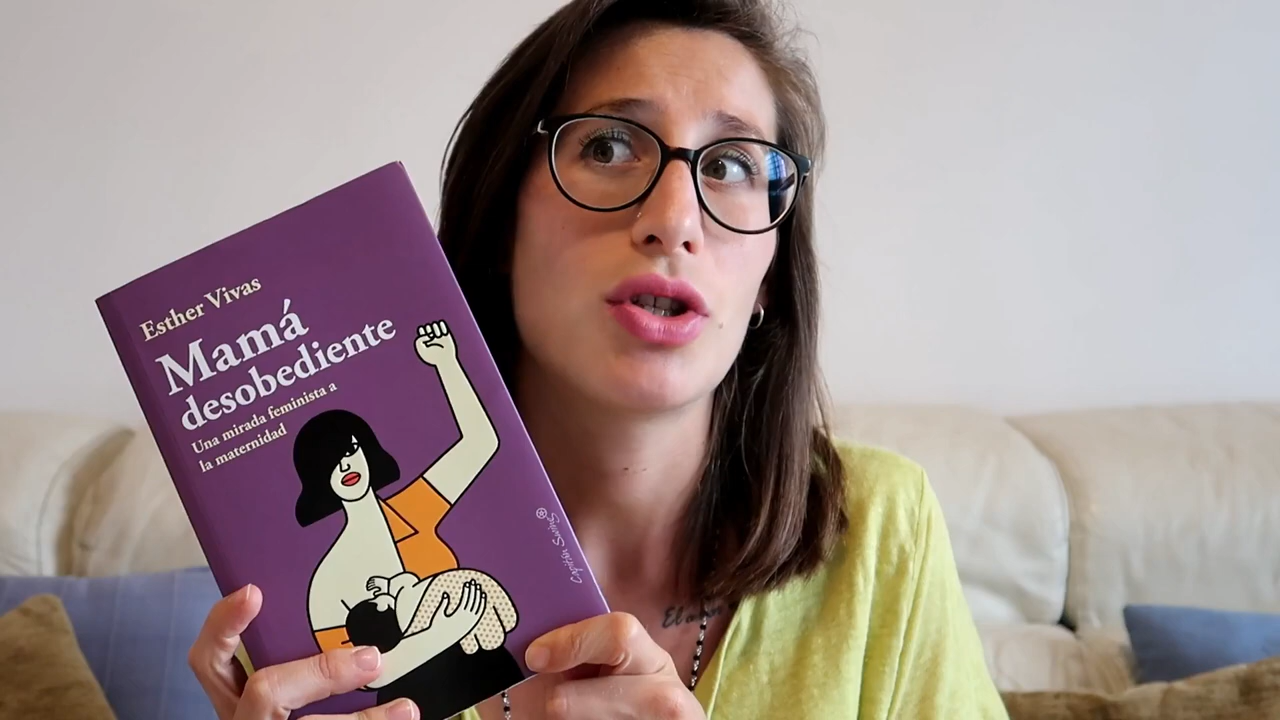 Esther Vivas
Mamá
desobediente
Una mirada feminista a
la maternidad
Capitán Swing